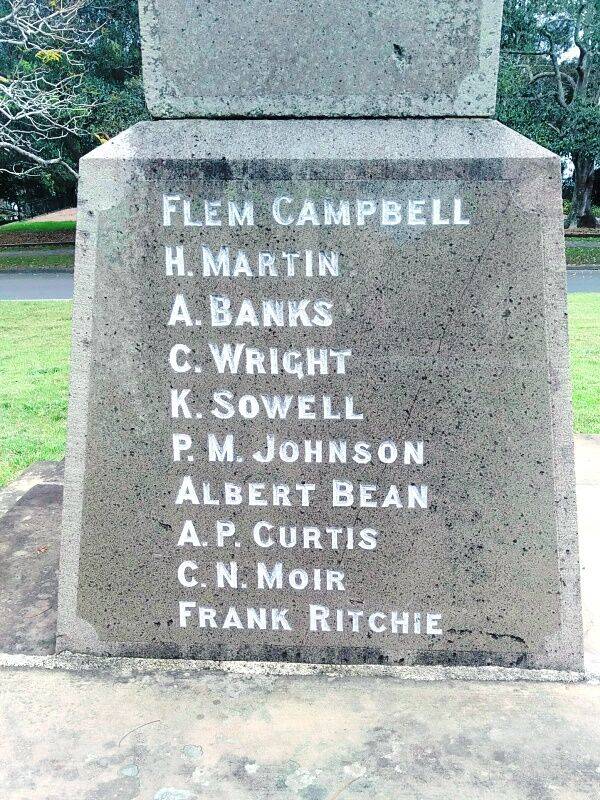 FLEM CAMPBELL
H. MARTIN
A. BANKS
C. WRIGHT
K. SOWELL
P. M. JOHNSON
ALBERT BEAN
A. P. CURTIS
C. N. MOIR
FRANK RITCHIE